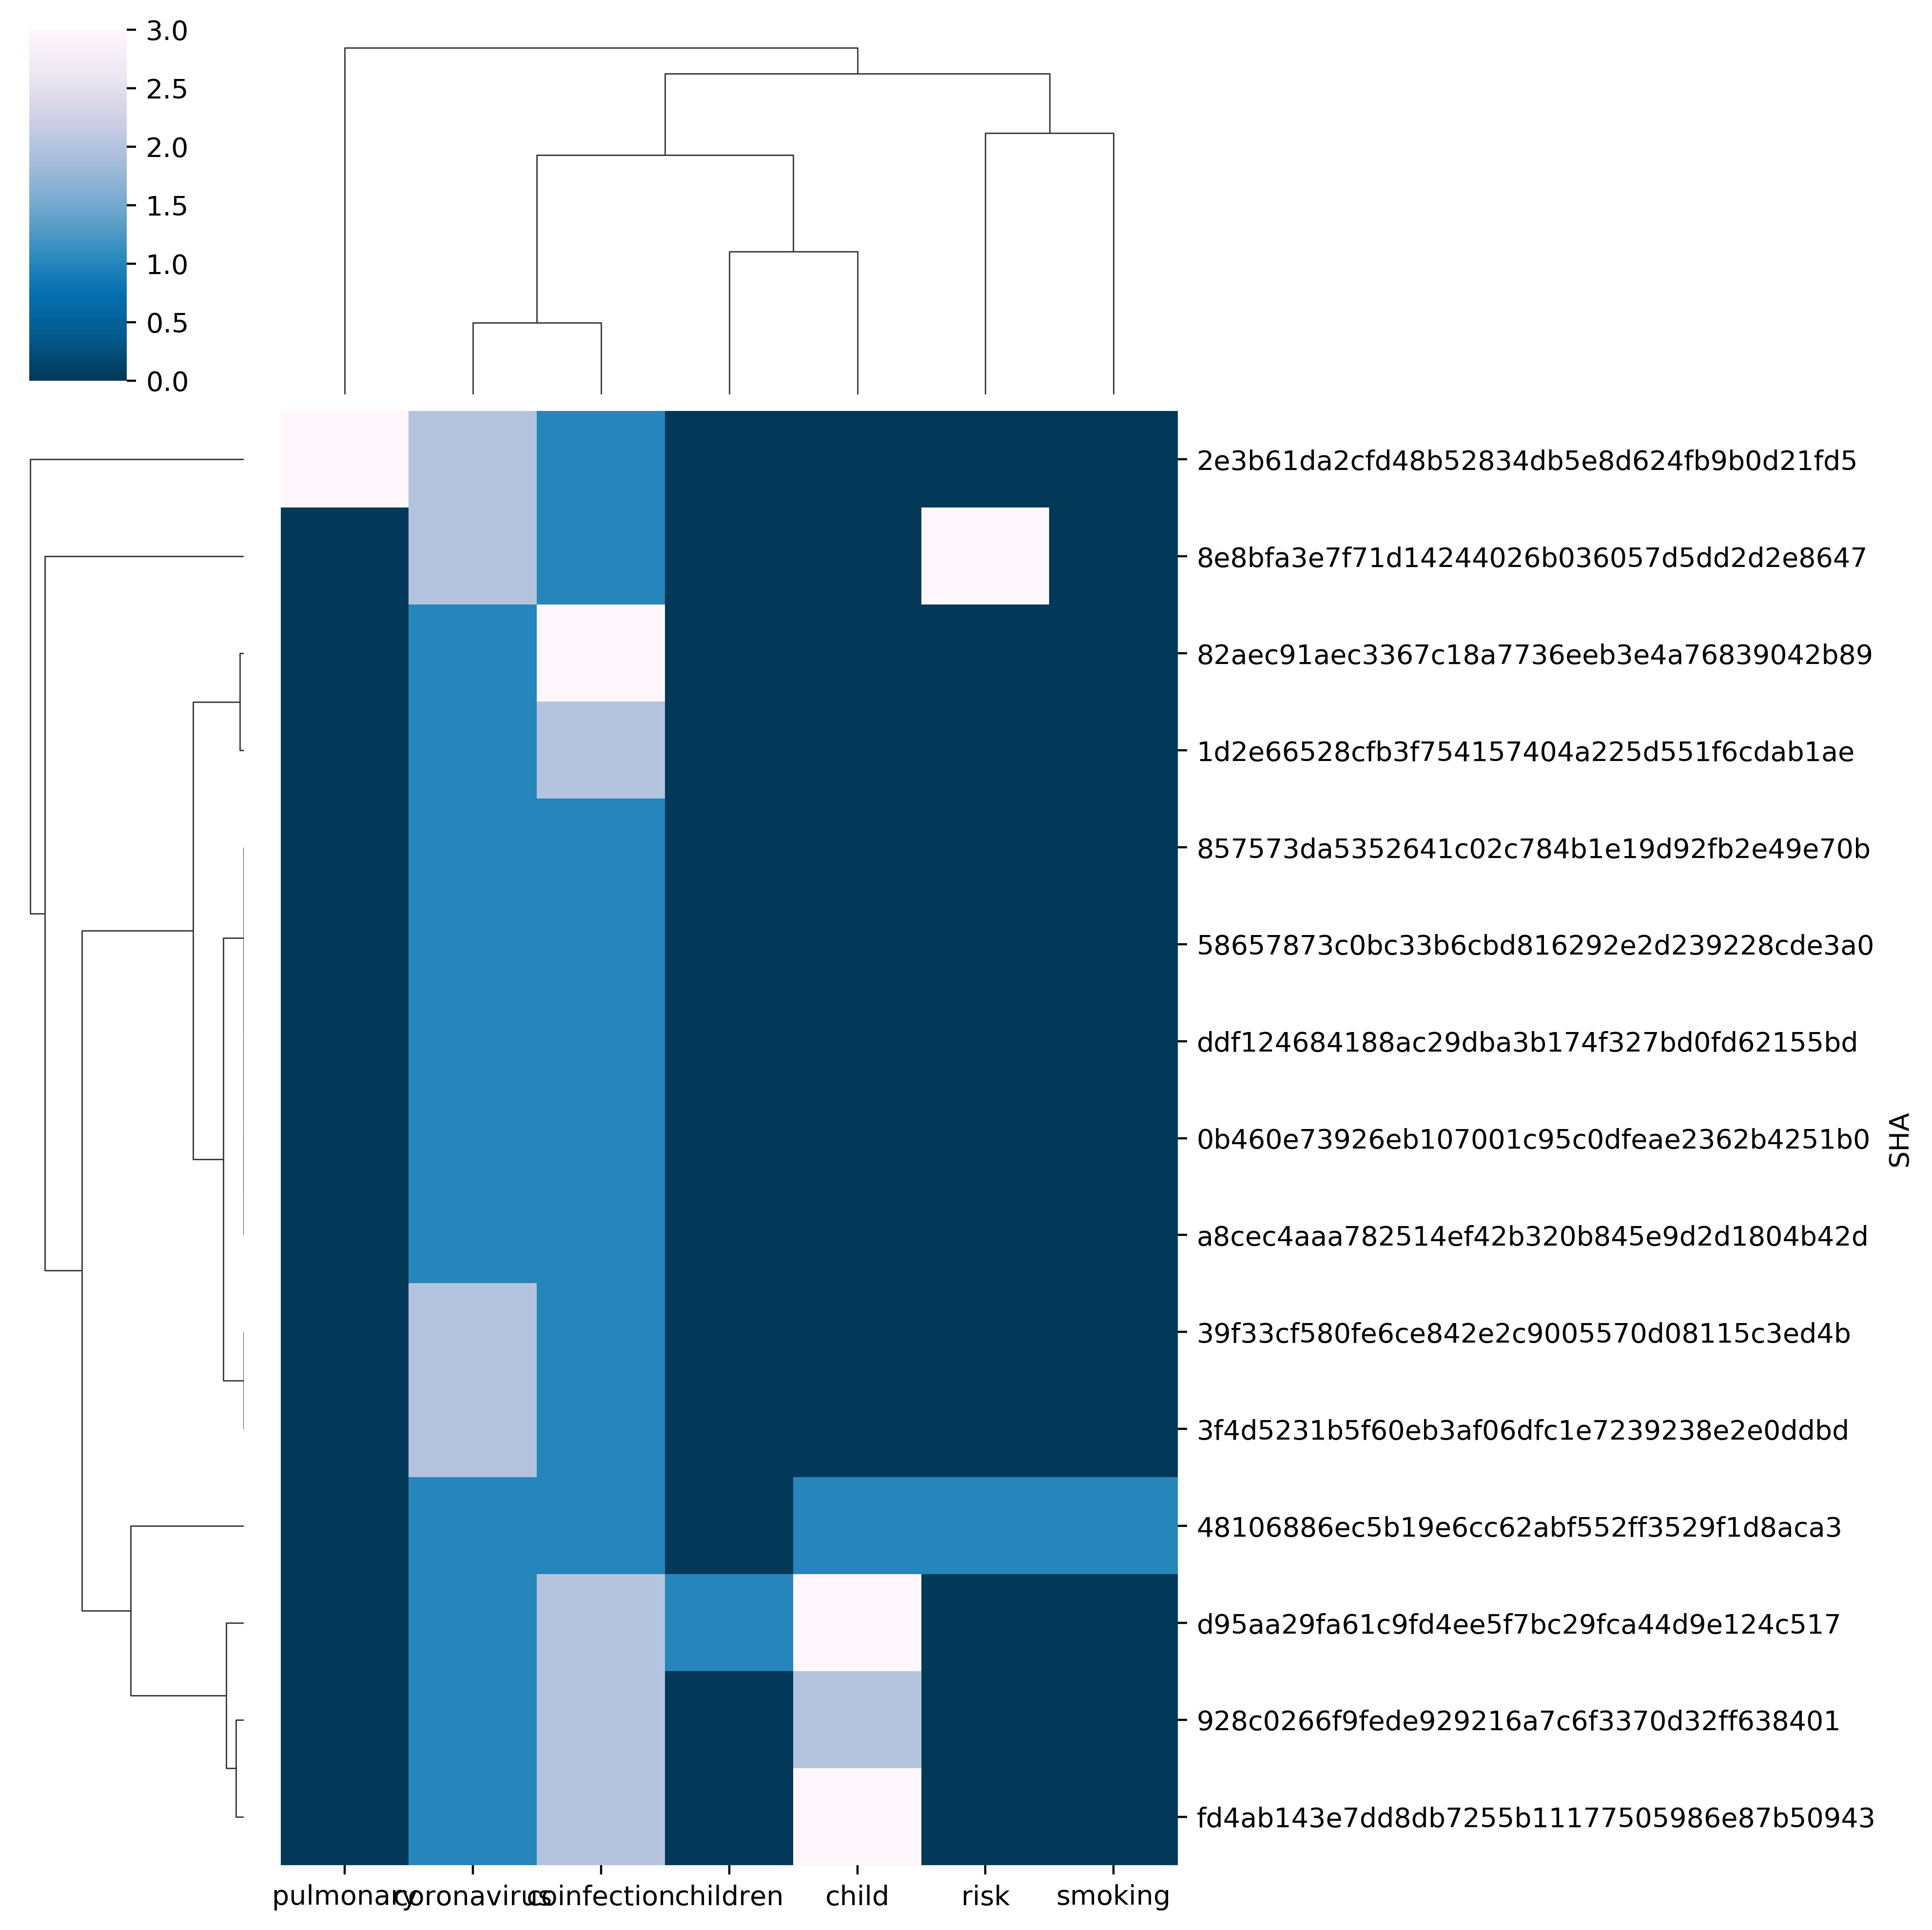 3.0
2.5
2.0
1.5
1.0
0.5
0.0
2e3b61da2cfd48b52834db5e8d624fb9b0d21fd5
8e8bfa3e7f71d14244026b036057d5dd2d2e8647
82aec91aec3367c18a7736eeb3e4a76839042b89
1d2e66528cfb3f754157404a225d551f6cdab1ae
857573da5352641c02c784b1e19d92fb2e49e70b
58657873c0bc33b6cbd816292e2d239228cde3a0
ddf124684188ac29dba3b174f327bd0fd62155bd
0b460e73926eb107001c95c0dfeae2362b4251b0
a8cec4aaa782514ef42b320b845e9d2d1804b42d
39f33cf580fe6ce842e2c9005570d08115c3ed4b
3f4d5231b5f60eb3af06dfc1e7239238e2e0ddbd
48106886ec5b19e6cc62abf552ff3529f1d8aca3
d95aa29fa61c9fd4ee5f7bc29fca44d9e124c517
928c0266f9fede929216a7c6f3370d32ff638401
fd4ab143e7dd8db7255b11177505986e87b50943
SHA
pulmonary coronavirus coinfection children child risk smoking